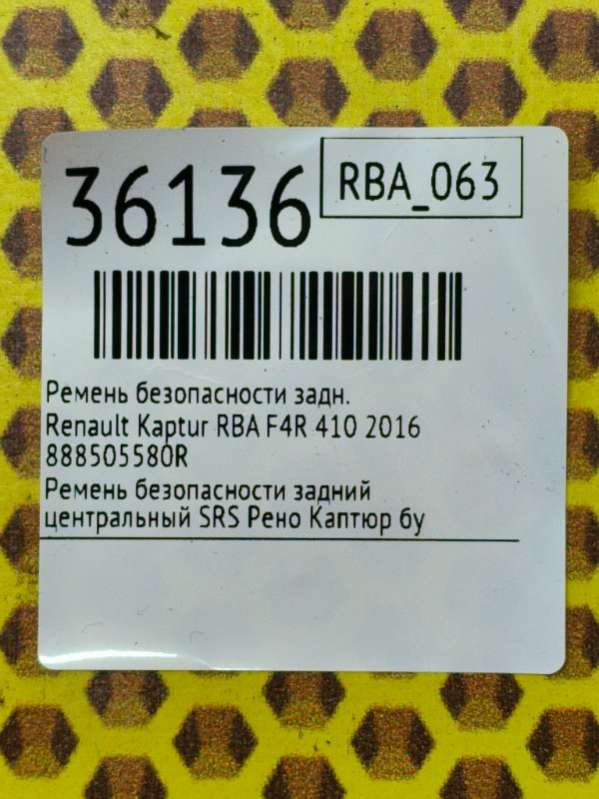 36136
RBA_063
Ремень безопасности задн.
Renault Kaptur RBA F4R 410 2016
888505580R
Ремень безопасности задний
центральный SRS Рено Каптюр бу